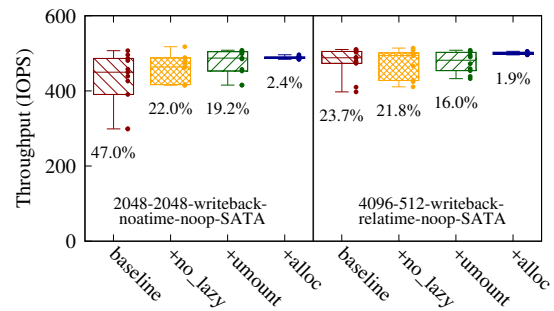 Throughput (IOPS)
600
400
200
0
47.0%
22.0%
19.2%
2.4%
23.7%
21.8%
16.0%
1.9%
2048-2048-writeback-
noatime-noop-SATA
4096-512-writeback-
relatime-noop-SATA
baseline
+no_lazy
+umount
+alloc
baseline
+no_lazy
+umount
+alloc